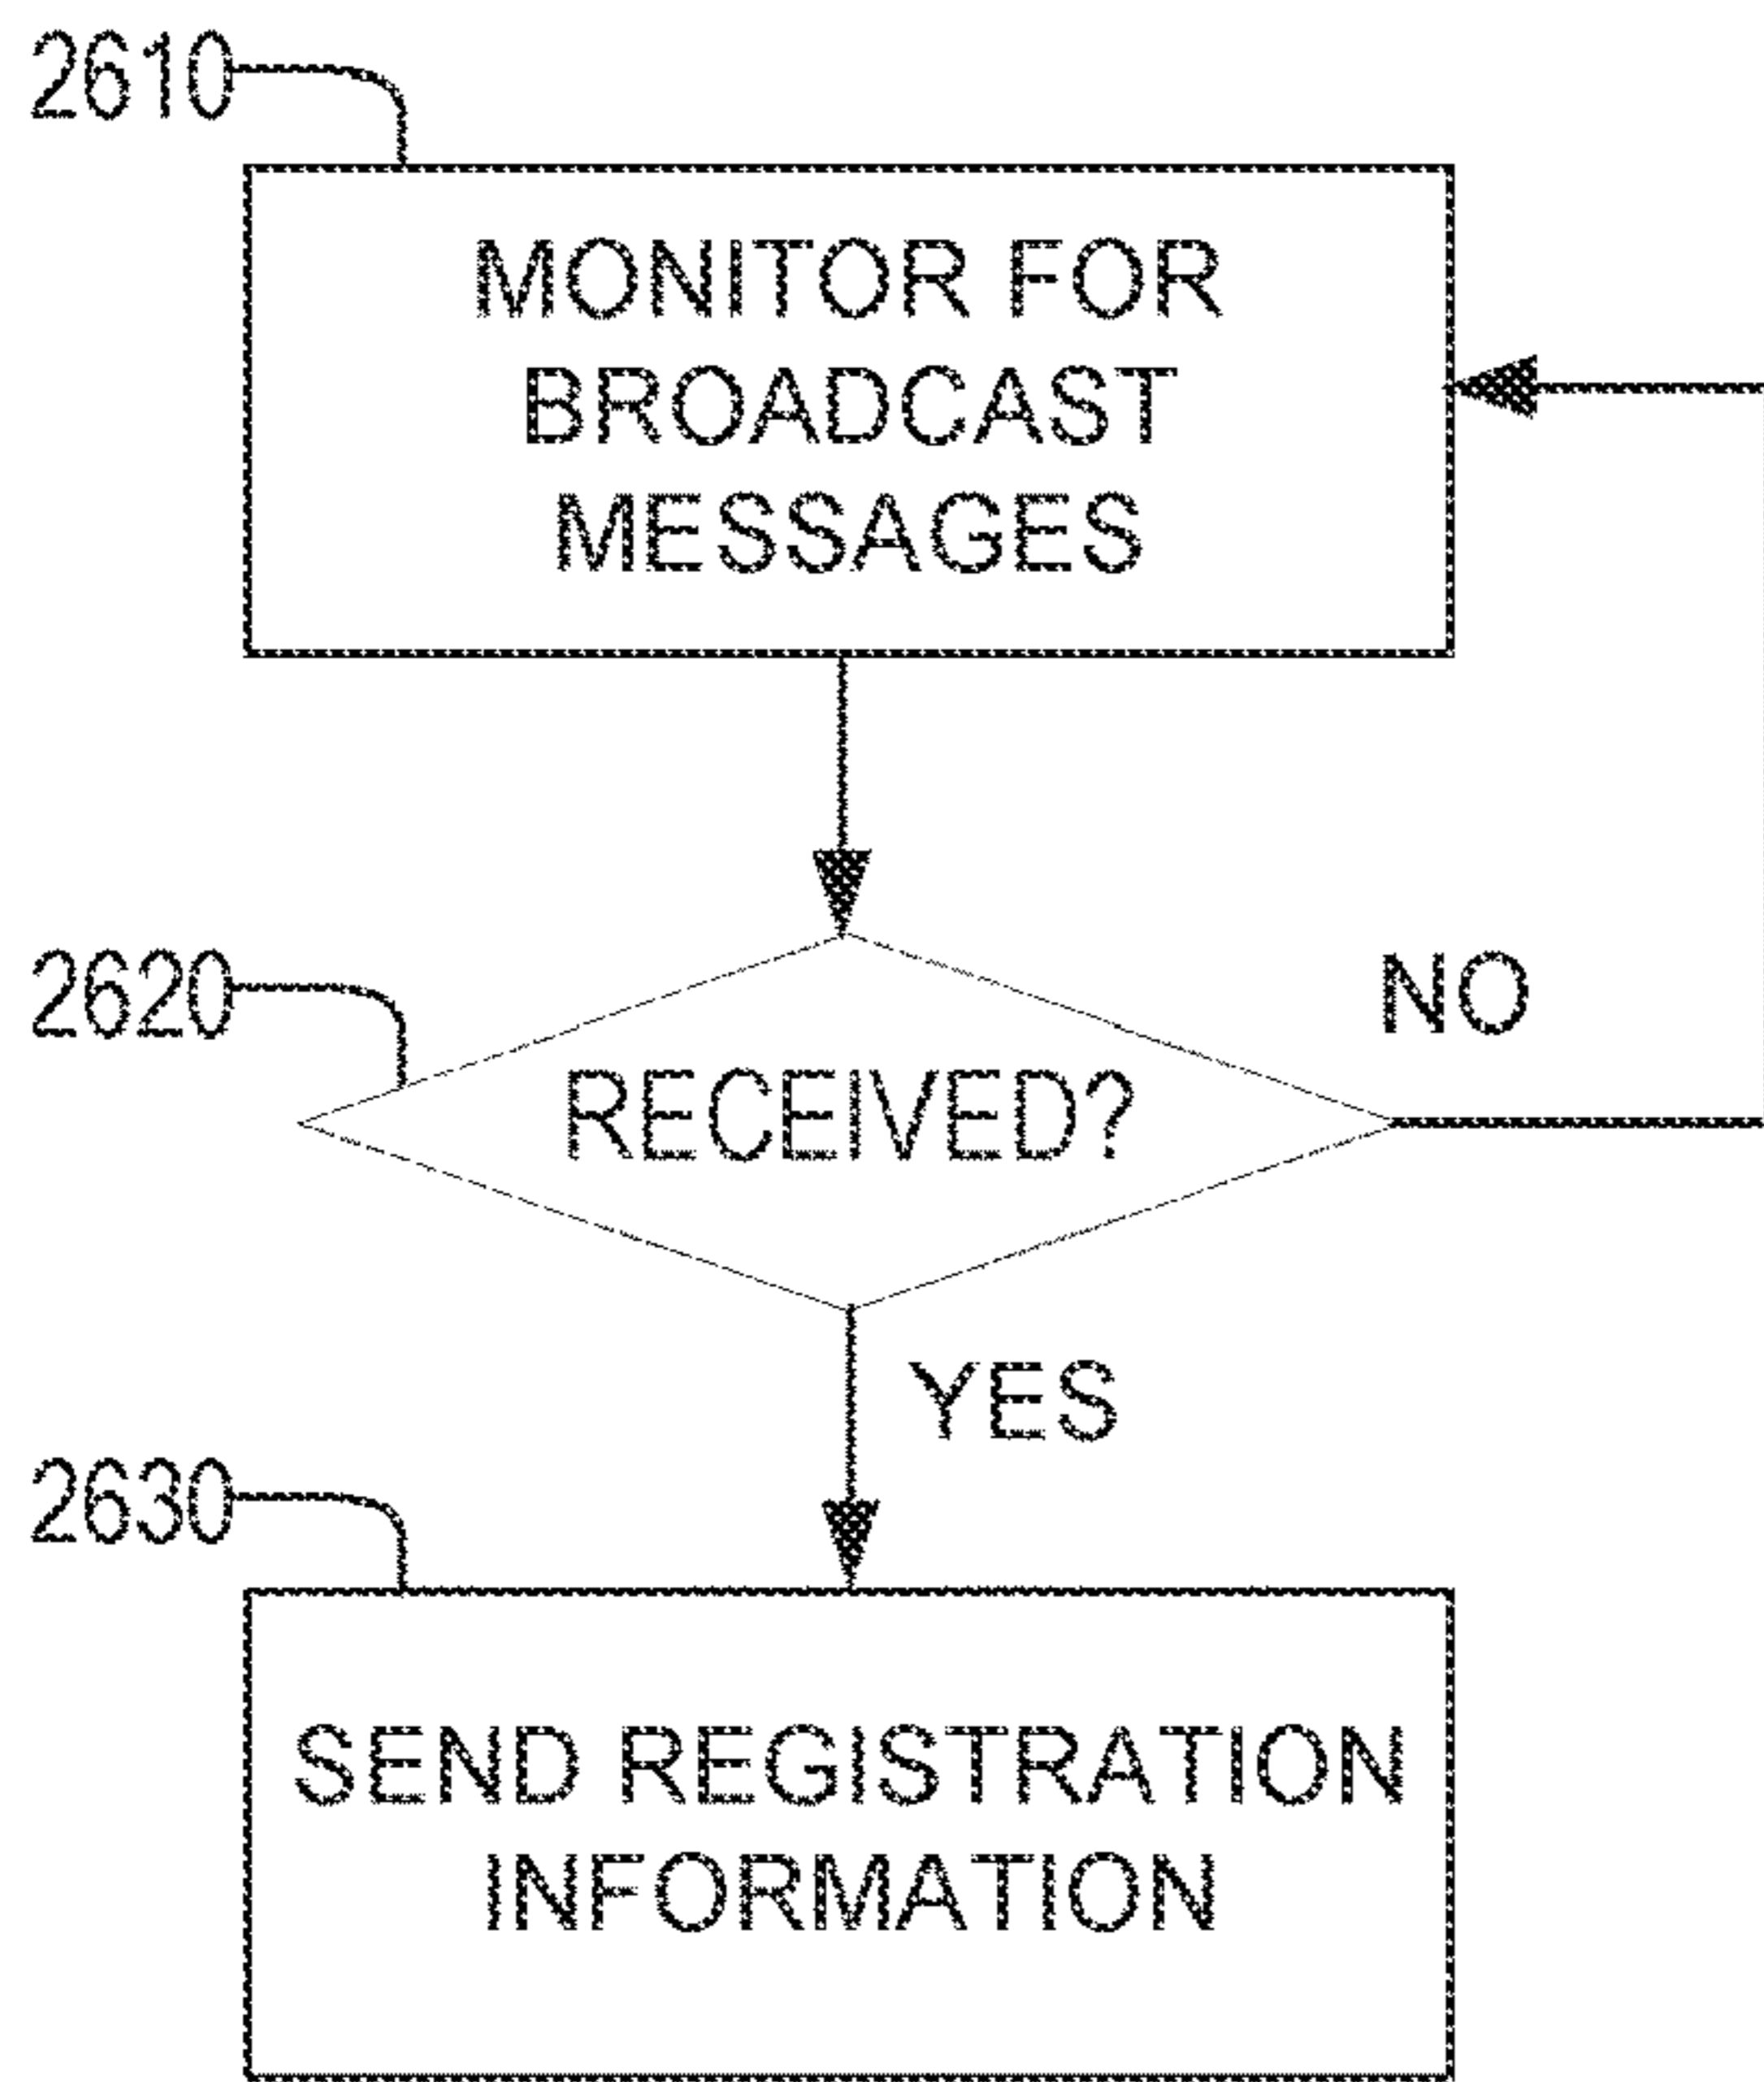 2610
MONITOR FOR
BROADCAST
MESSAGES
2620
RECEIVED?
NO
YES
2630
SEND REGISTRATION
INFORMATION